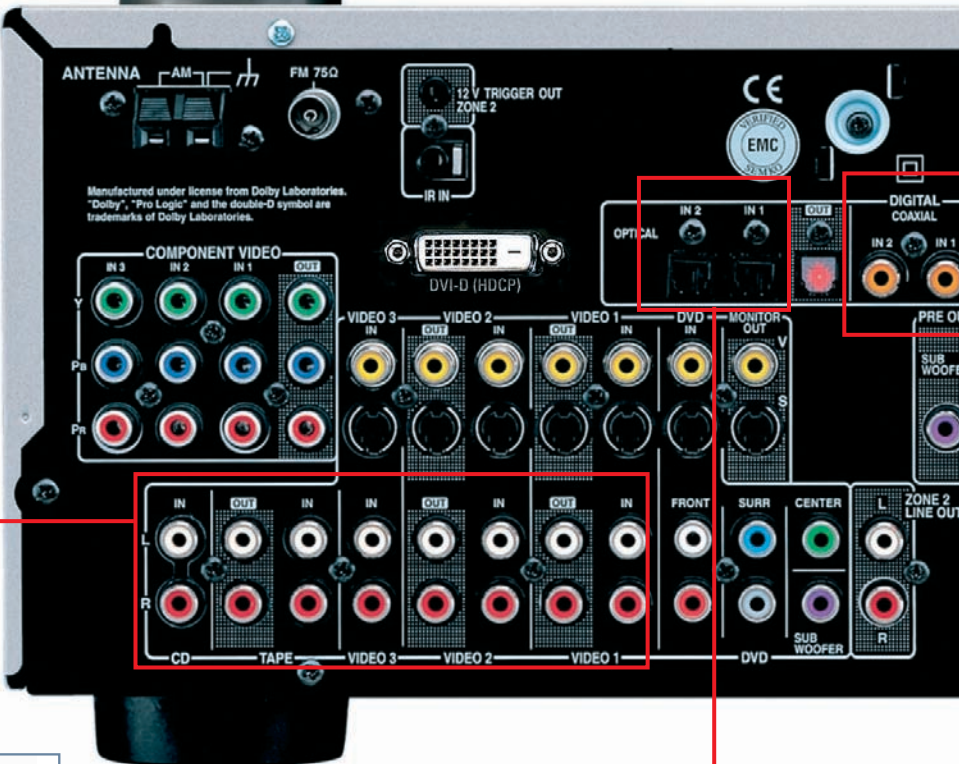 ANTENNA
AM
FM 75Ω
12 V TRIGGER OUT
ZONE 2
CE
VERIFIED
EMC
SEMKO
IR IN
Manufactured under license from Dolby Laboratories.
"Dolby", "Pro Logic" and the double-D symbol are
trademarks of Dolby Laboratories.
DIGITAL
OPTICAL
IN 2
IN 1
OUT
COAXIAL
IN 2
IN 1
COMPONENT VIDEO
IN 3
IN 2
IN 1
OUT
Y
PB
PR
DVI-D (HDCP)
VIDEO 3
VIDEO 2
VIDEO 1
DVD
MONITOR
OUT
IN
OUT
IN
OUT
IN
IN
V
S
PRE OU
SUB
WOOFE
IN
OUT
IN
IN
OUT
IN
OUT
IN
FRONT
SURR
CENTER
L
R
CD
TAPE
VIDEO 3
VIDEO 2
VIDEO 1
DVD
SUB
WOOFER
L
R
ZONE 2
LINE OUT